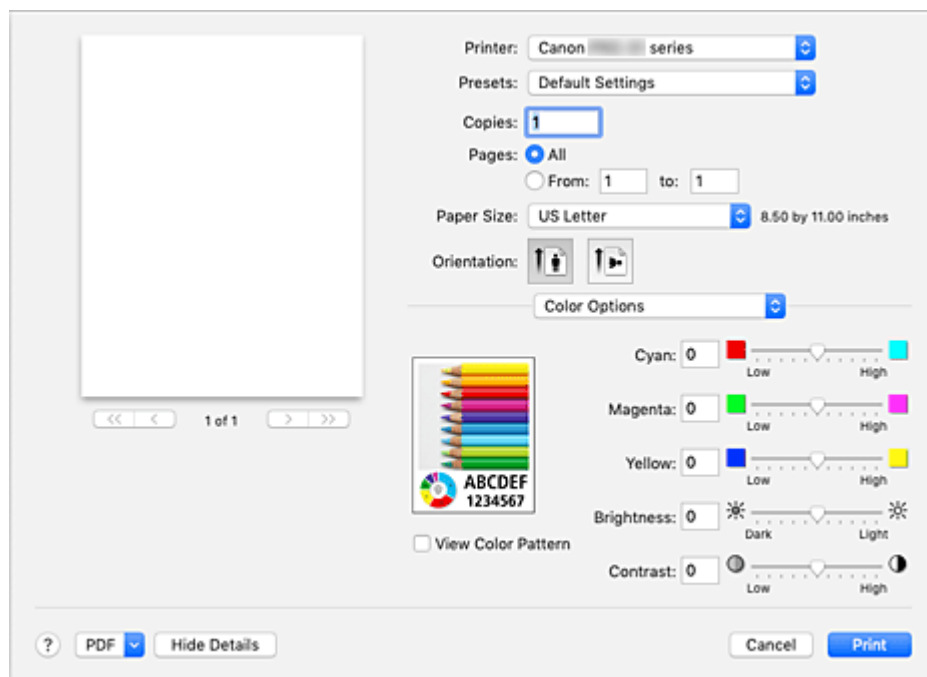 Printer: Canon series
Presets: Default Settings
Copies: 1
Pages: All
From: 1 to: 1
Paper Size: US Letter 8.50 by 11.00 inches
Orientation:
Color Options
1 of 1
Cyan: 0
Low High
Magenta: 0
Low High
Yellow: 0
Low High
ABCDEF
1234567
Brightness: 0
Dark Light
View Color Pattern
Contrast: 0
Low High
? PDF Hide Details Cancel Print